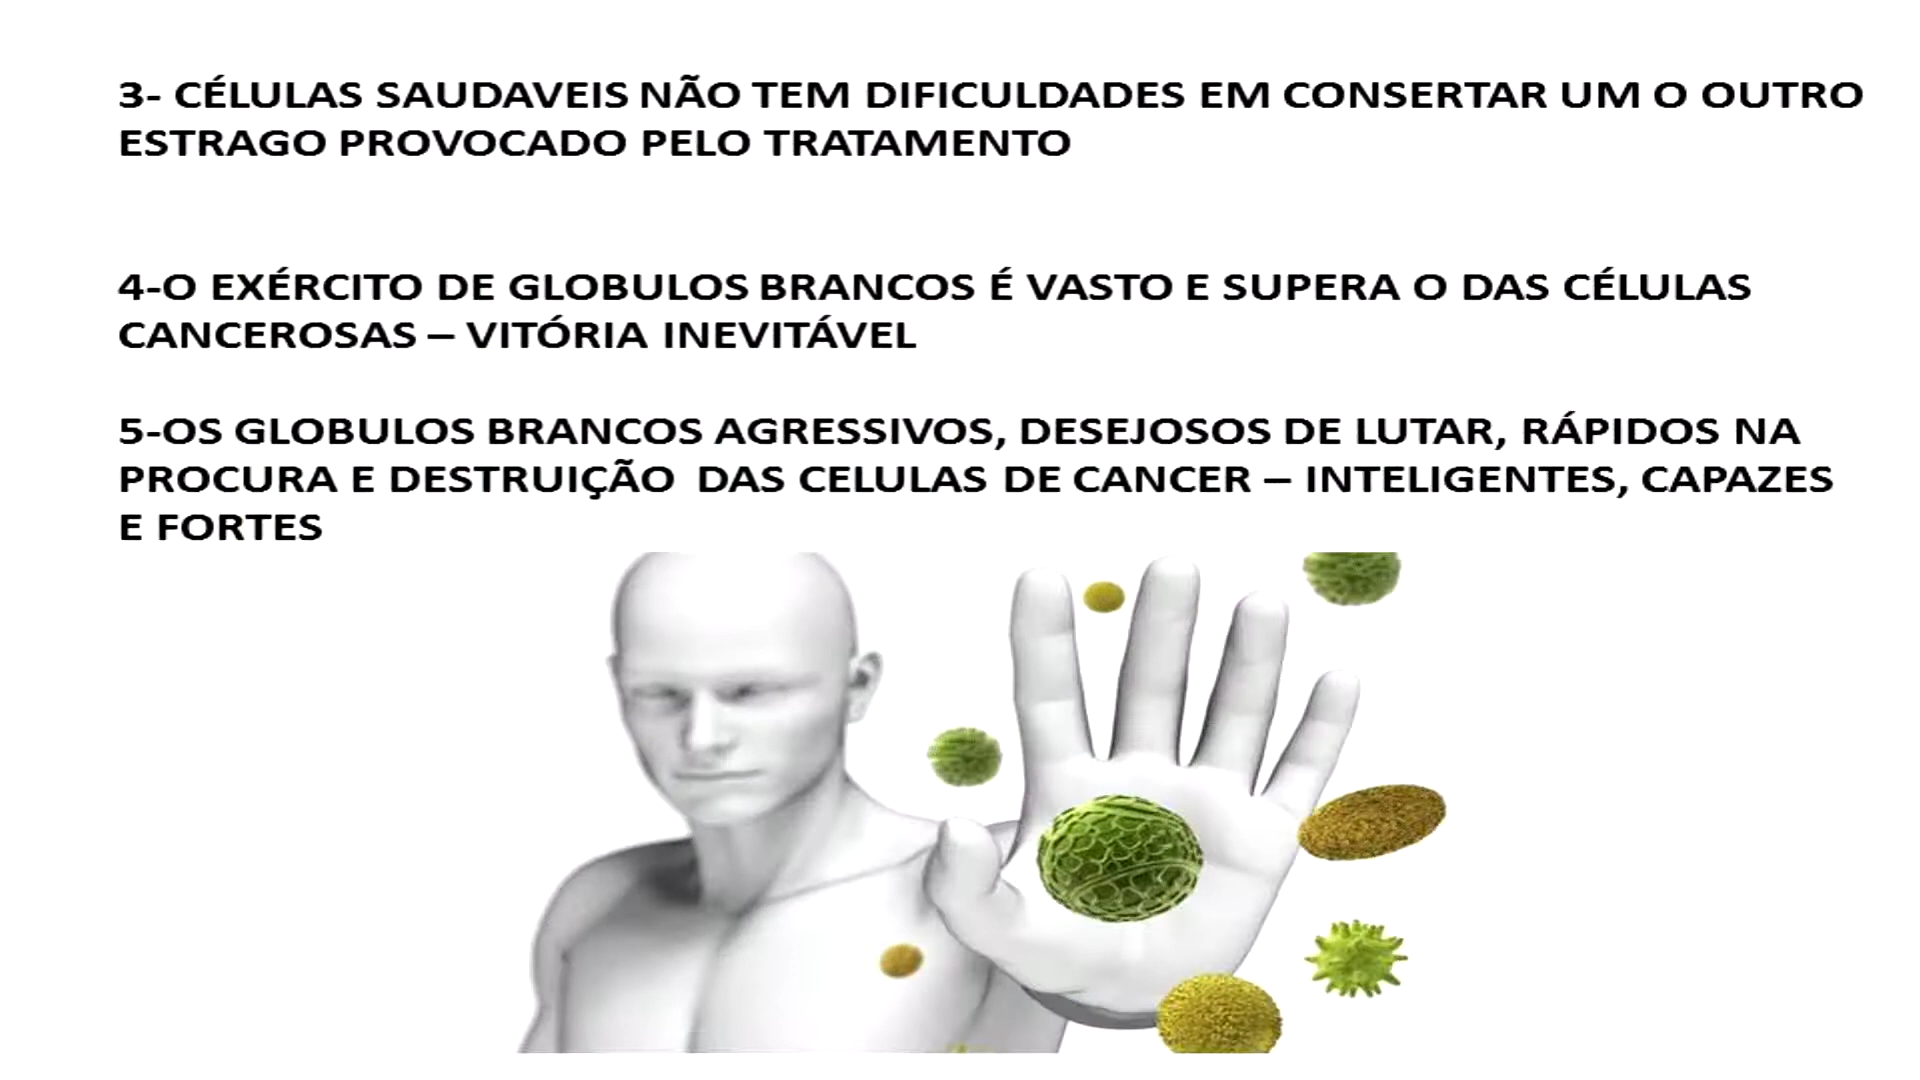 3- CÉLULAS SAUDAVEIS NÃO TEM DIFICULDADES EM CONSERTAR UM O OUTRO
ESTRAGO PROVOCADO PELO TRATAMENTO
4-O EXÉRCITO DE GLOBULOS BRANCOS É VASTO E SUPERA O DAS CÉLULAS
CANCEROSAS – VITÓRIA INEVITÁVEL
5-OS GLOBULOS BRANCOS AGRESSIVOS, DESEJOSOS DE LUTAR, RÁPIDOS NA
PROCURA E DESTRUIÇÃO DAS CELULAS DE CANCER – INTELIGENTES, CAPAZES
E FORTES